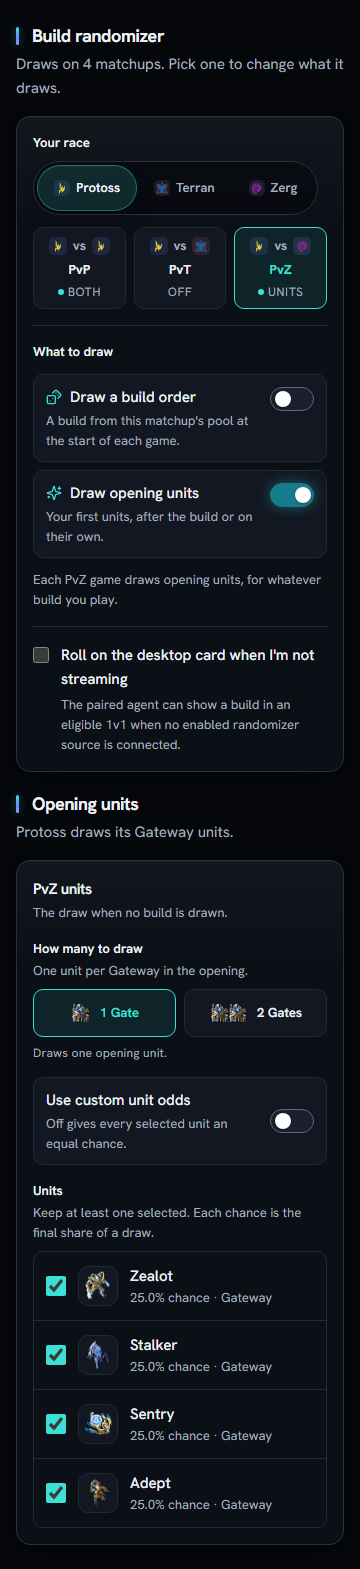 Build randomizer
Draws on 4 matchups. Pick one to change what it
draws.
Your race
Protoss
Terran
Zerg
vs
PvP
BOTH
vs
PvT
OFF
vs
PvZ
UNITS
What to draw
Draw a build order
A build from this matchup's pool at
the start of each game.
Draw opening units
Your first units, after the build or on
their own.
Each PvZ game draws opening units, for whatever
build you play.
Roll on the desktop card when I'm not
streaming
The paired agent can show a build in an
eligible 1v1 when no enabled randomizer
source is connected.
Opening units
Protoss draws its Gateway units.
PvZ units
The draw when no build is drawn.
How many to draw
One unit per Gateway in the opening.
1 Gate
2 Gates
Draws one opening unit.
Use custom unit odds
Off gives every selected unit an
equal chance.
Units
Keep at least one selected. Each chance is the
final share of a draw.
Zealot
25.0% chance · Gateway
Stalker
25.0% chance · Gateway
Sentry
25.0% chance · Gateway
Adept
25.0% chance · Gateway